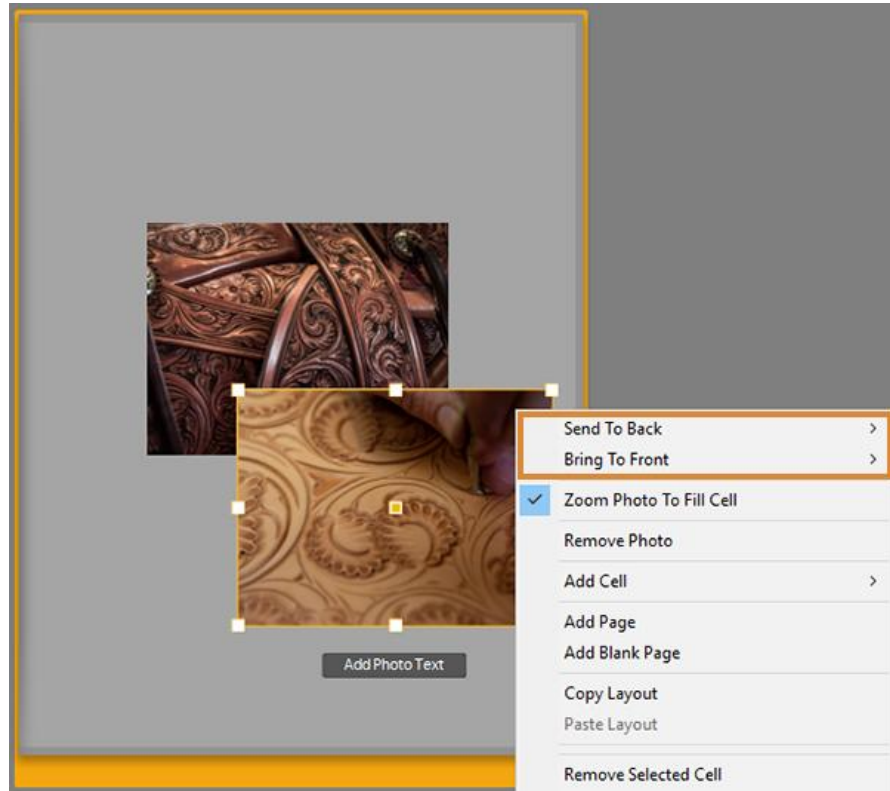 Send To Back
Bring To Front
Zoom Photo To Fill Cell
Remove Photo
Add Cell
Add Page
Add Blank Page
Add Photo Text
Copy Layout
Paste Layout
Remove Selected Cell